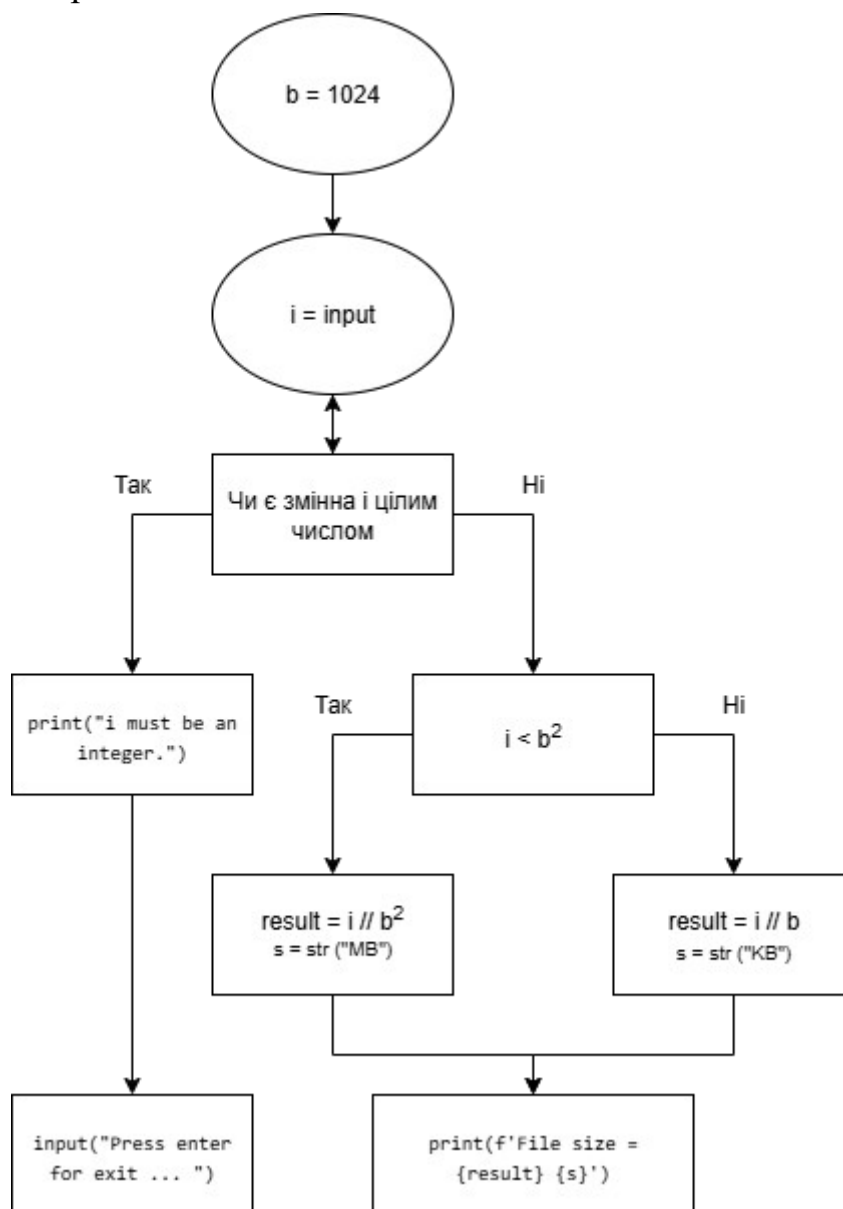 b = 1024
i = input
Так
Ні
Чи є змінна і цілим
числом
print("i must be an
integer.")
Так
Ні
i < b²
result = i // b²
s = str ("MB")
result = i // b
s = str ("KB")
input("Press enter
for exit ... ")
print(f'File size =
{result} {s}')